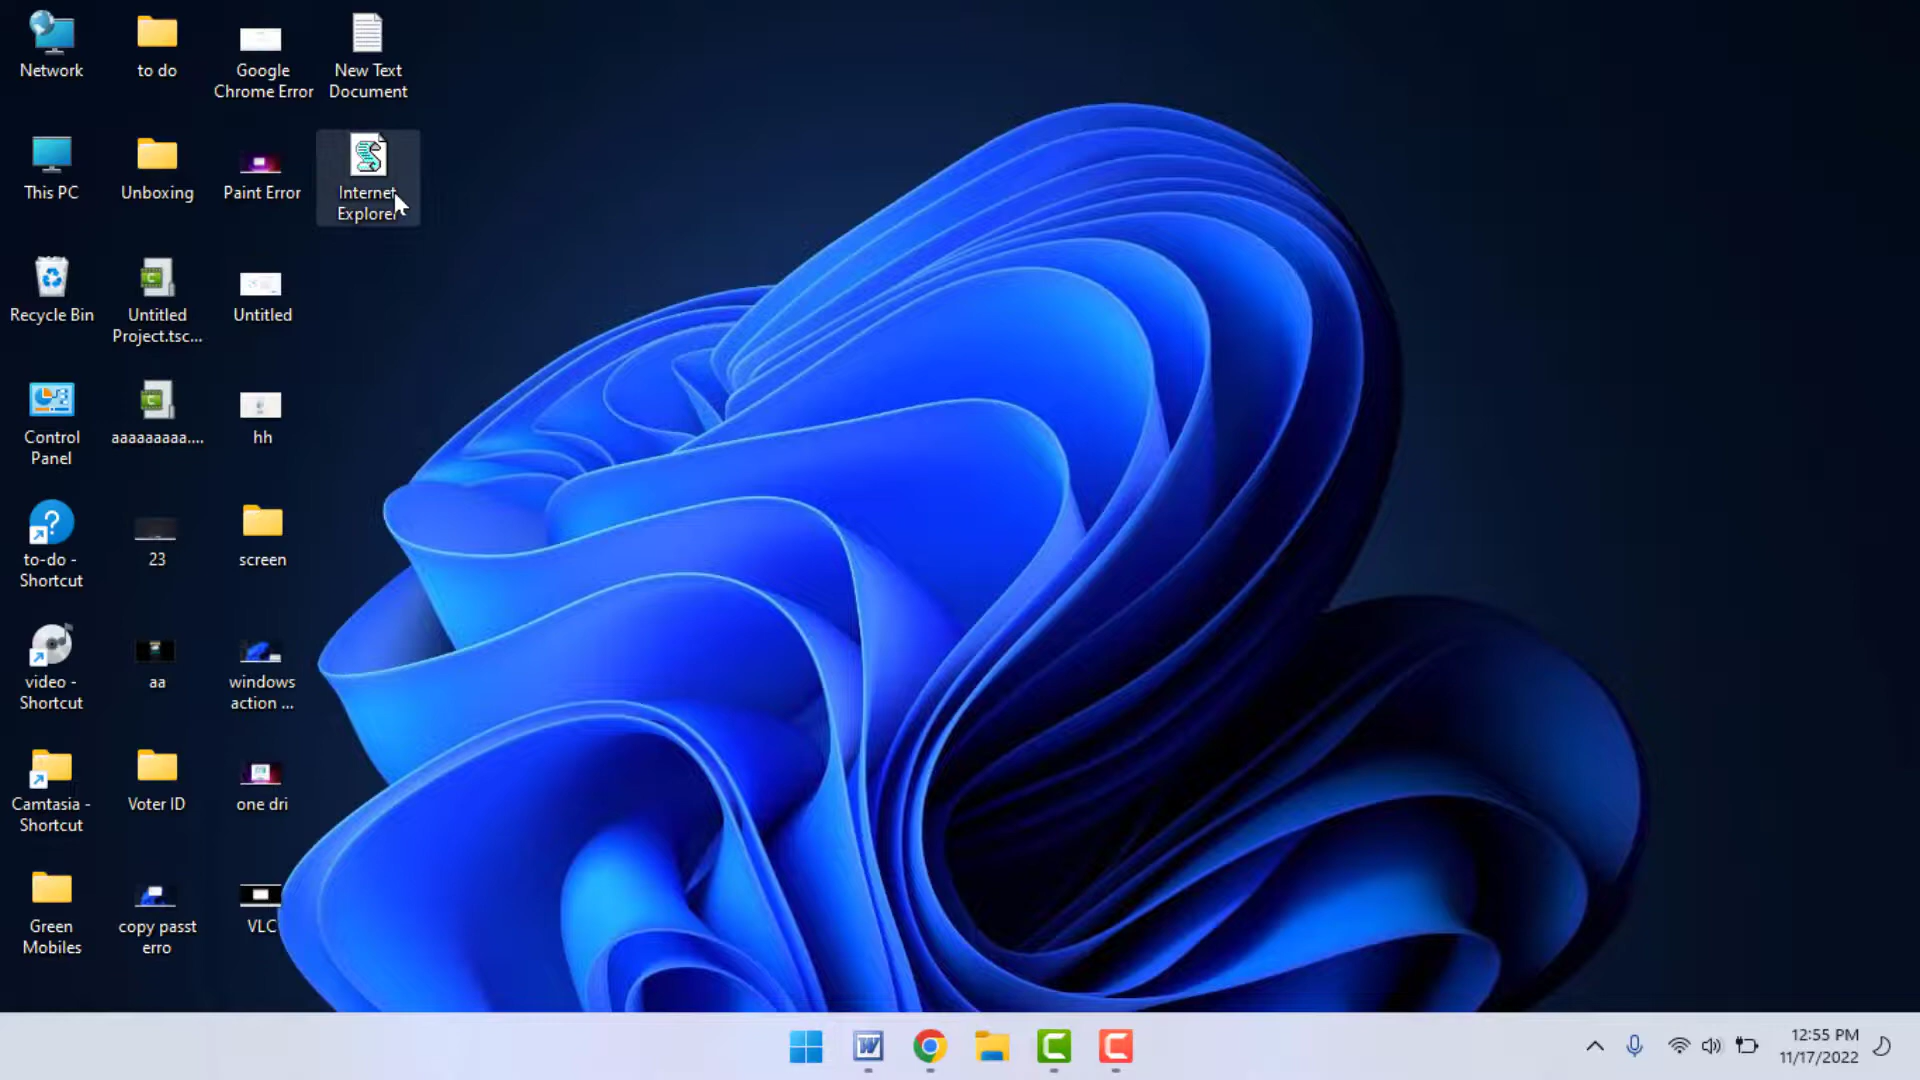 Network
to do
Google
Chrome Error
New Text
Document
This PC
Unboxing
Paint Error
Internet
Explorer
Recycle Bin
Untitled
Project.tsc...
Untitled
Control
Panel
aaaaaaaaa....
hh
to-do -
Shortcut
23
screen
video -
Shortcut
aa
windows
action ...
Camtasia -
Shortcut
Voter ID
one dri
Green
Mobiles
copy passt
erro
VLC
12:55 PM
11/17/2022